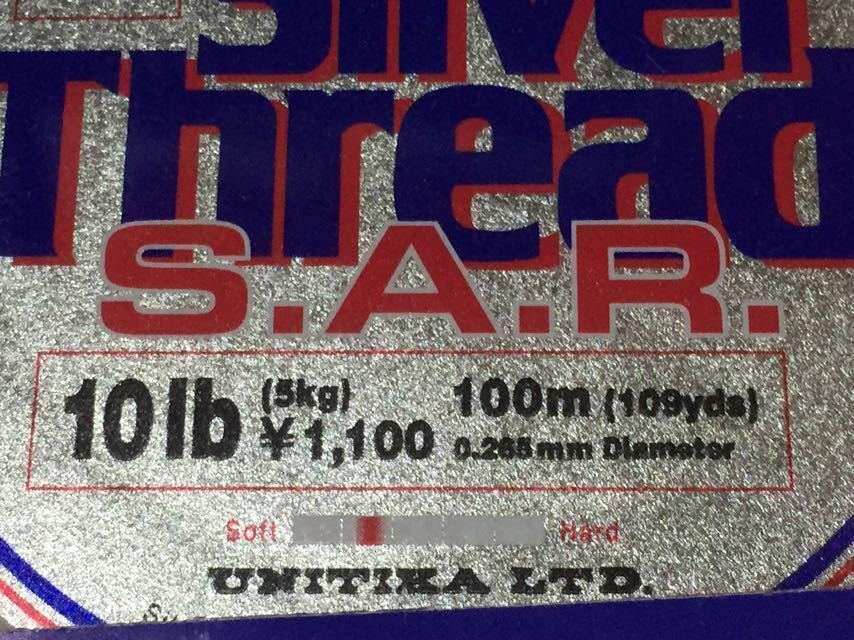 Silver
Thread
S.A.R.
10lb (5kg) 100m (109yds)
¥1,100 0.265mm Diameter
Soft Hard
UNITIKA LTD.